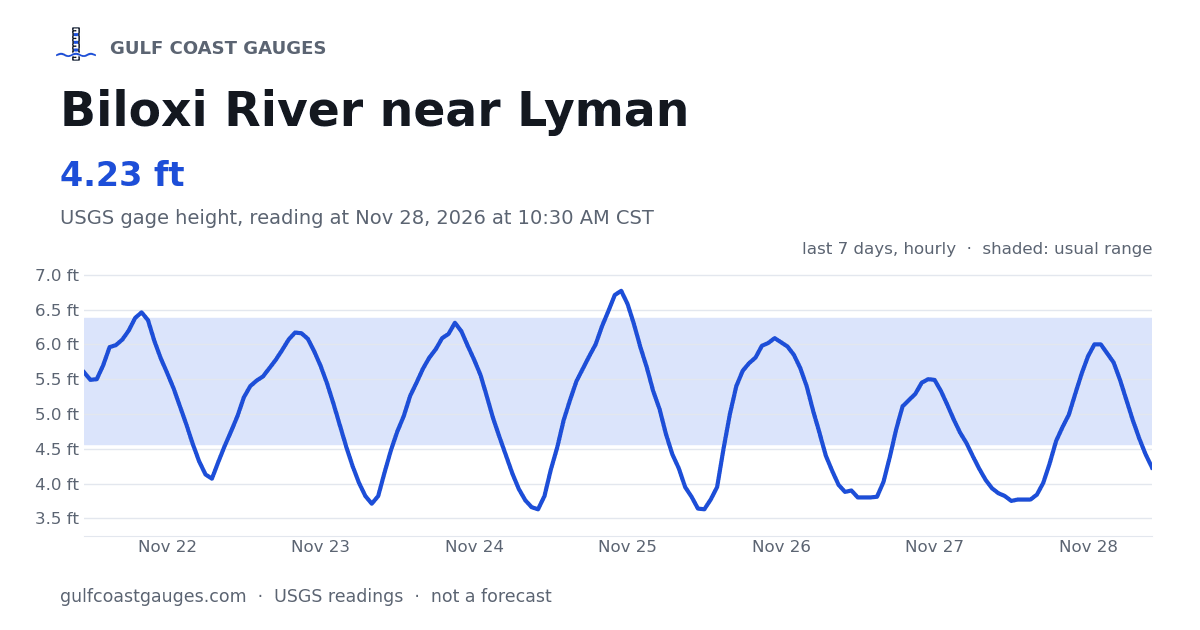 GULF COAST GAUGES
Biloxi River near Lyman
4.23 ft
USGS gage height, reading at Nov 28, 2026 at 10:30 AM CST
last 7 days, hourly · shaded: usual range
7.0 ft
6.5 ft
6.0 ft
5.5 ft
5.0 ft
4.5 ft
4.0 ft
3.5 ft
Nov 22 Nov 23 Nov 24 Nov 25 Nov 26 Nov 27 Nov 28
gulfcoastgauges.com · USGS readings · not a forecast